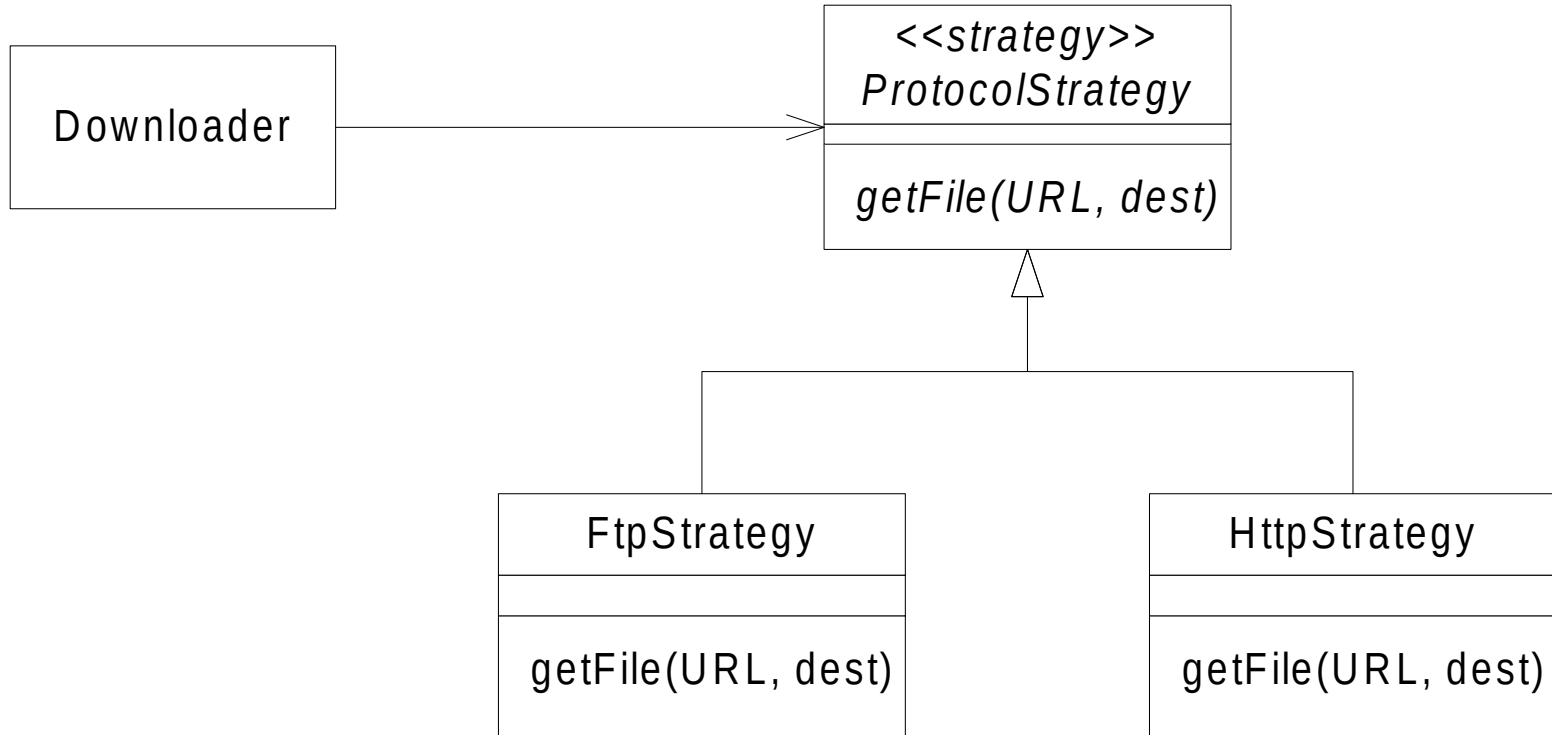 <<strategy>>
ProtocolStrategy
Downloader
getFile(URL, dest)
FtpStrategy
HttpStrategy
getFile(URL, dest)
getFile(URL, dest)